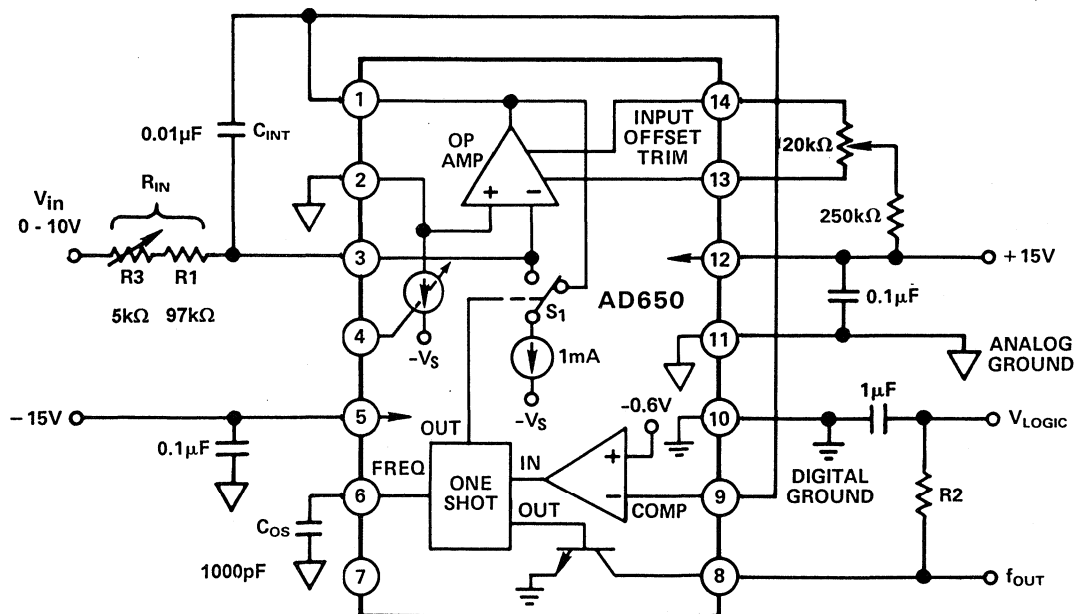 1
14
OP
AMP
INPUT
OFFSET
TRIM
0.01µF
CINT
20kΩ
2
13
+
−
Vin
0 - 10V
RIN
250kΩ
3
12
+15V
R3
R1
S1
AD650
0.1µF
5kΩ
97kΩ
4
-VS
1mA
11
ANALOG
GROUND
1µF
-VS
-0.6V
−15V
5
10
VLOGIC
OUT
0.1µF
FREQ
IN
+
DIGITAL
GROUND
6
ONE
SHOT
−
9
R2
COMP
OUT
COS
1000pF
7
8
fOUT